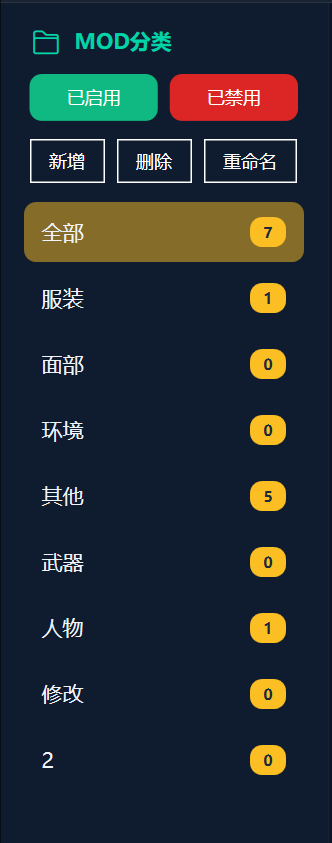 MOD分类
已启用 已禁用
新增 删除 重命名
全部 7
服装 1
面部 0
环境 0
其他 5
武器 0
人物 1
修改 0
2 0